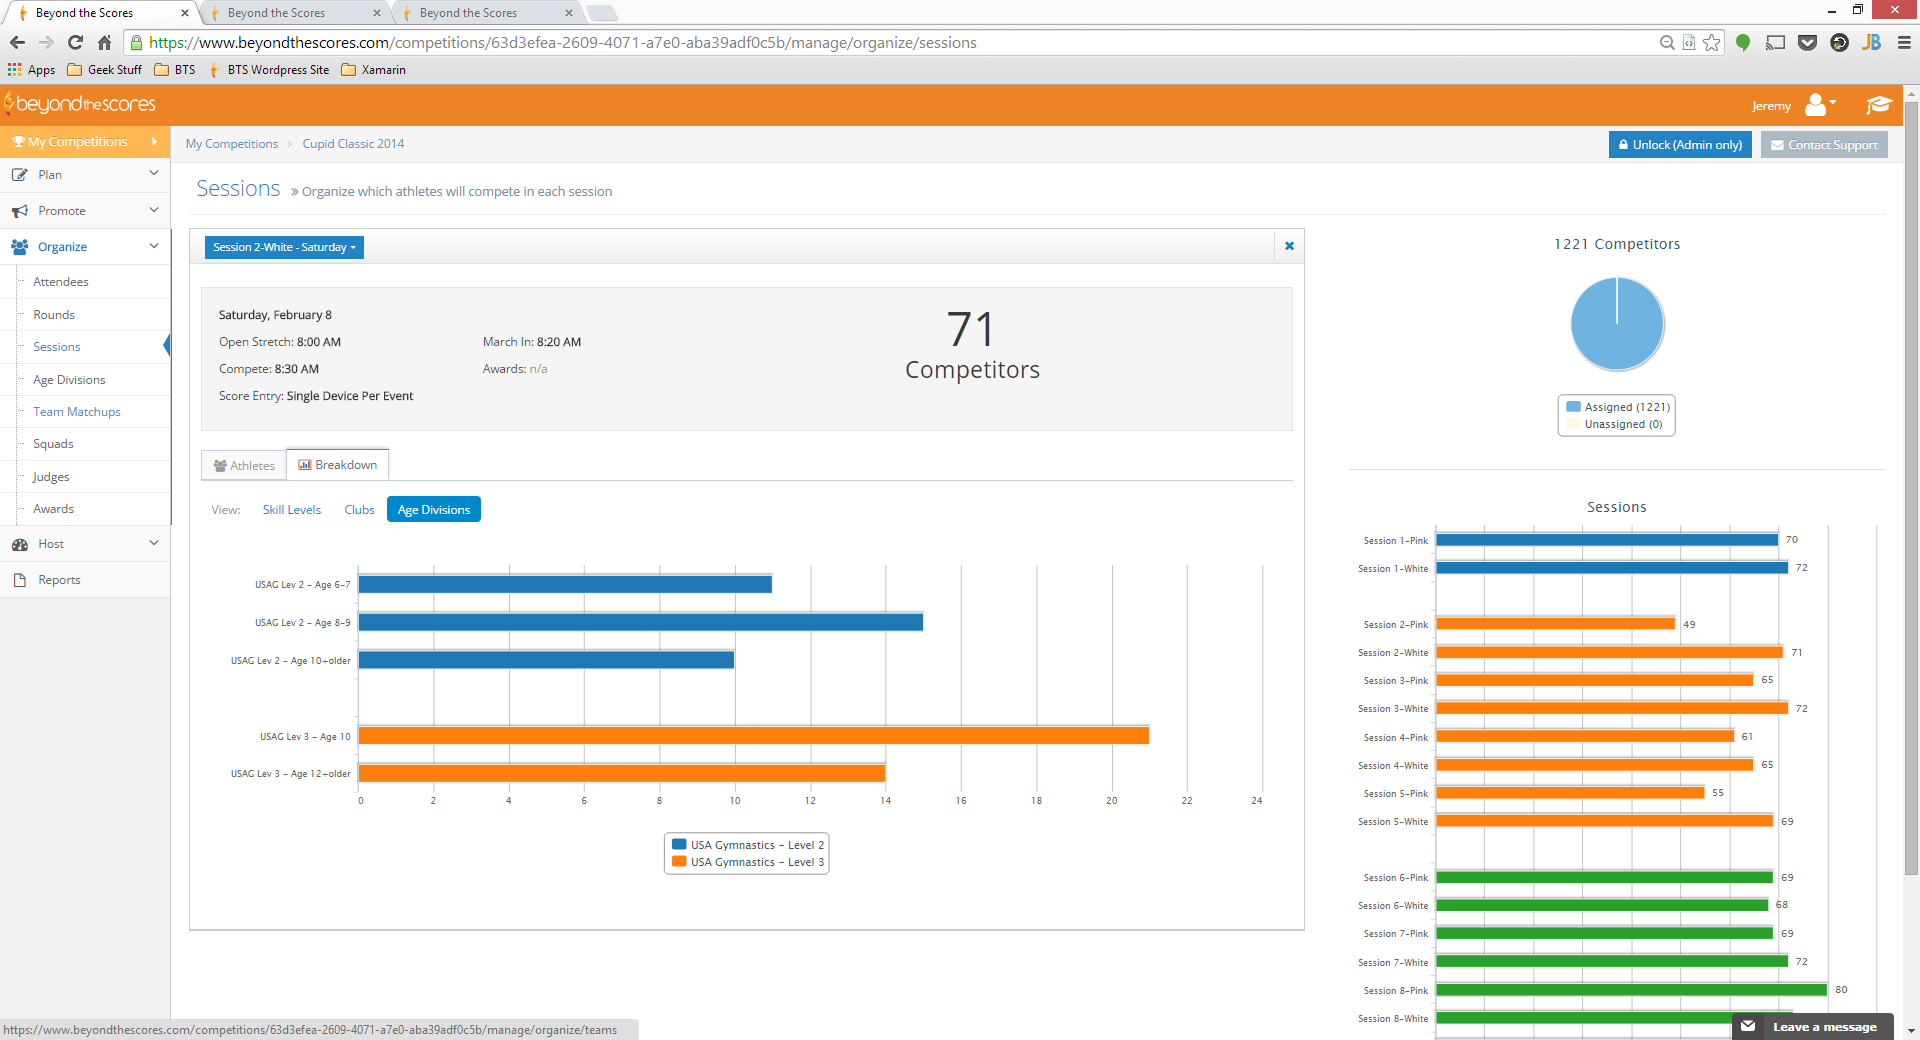 Beyond the Scores
Beyond the Scores
Beyond the Scores
https://www.beyondthescores.com/competitions/63d3efea-2609-4071-a7e0-aba39adf0c5b/manage/organize/sessions
JB
Apps Geek Stuff BTS BTS Wordpress Site Xamarin
beyondthescores
Jeremy
My Competitions
Plan
Promote
Organize
Attendees
Rounds
Sessions
Age Divisions
Team Matchups
Squads
Judges
Awards
Host
Reports
My Competitions › Cupid Classic 2014
Unlock (Admin only)
Contact Support
Sessions » Organize which athletes will compete in each session
Session 2-White - Saturday
Saturday, February 8
Open Stretch: 8:00 AM
March In: 8:20 AM
Compete: 8:30 AM
Awards: n/a
Score Entry: Single Device Per Event
71
Competitors
Athletes
Breakdown
View: Skill Levels Clubs Age Divisions
USAG Lev 2 - Age 6-7
USAG Lev 2 - Age 8-9
USAG Lev 2 - Age 10+older
USAG Lev 3 - Age 10
USAG Lev 3 - Age 12+older
0 2 4 6 8 10 12 14 16 18 20 22 24
USA Gymnastics - Level 2
USA Gymnastics - Level 3
1221 Competitors
Assigned (1221)
Unassigned (0)
Sessions
Session 1-Pink 70
Session 1-White 72
Session 2-Pink 49
Session 2-White 71
Session 3-Pink 65
Session 3-White 72
Session 4-Pink 61
Session 4-White 65
Session 5-Pink 55
Session 5-White 69
Session 6-Pink 69
Session 6-White 68
Session 7-Pink 69
Session 7-White 72
Session 8-Pink 80
Session 8-White
Leave a message
https://www.beyondthescores.com/competitions/63d3efea-2609-4071-a7e0-aba39adf0c5b/manage/organize/teams